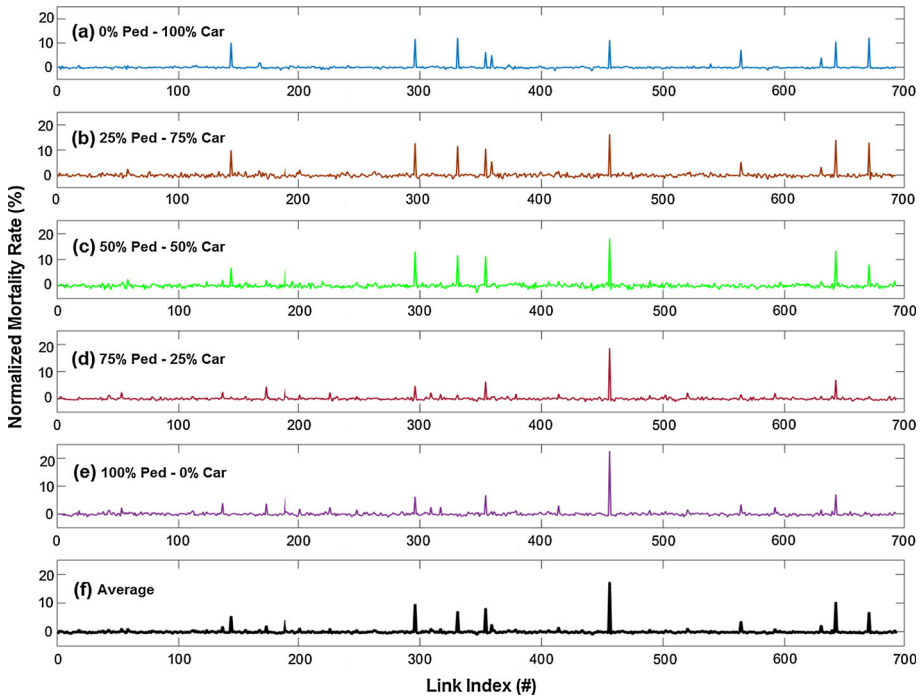 (a) 0% Ped - 100% Car
20
10
0
0 100 200 300 400 500 600 700
(b) 25% Ped - 75% Car
20
10
0
0 100 200 300 400 500 600 700
(c) 50% Ped - 50% Car
20
10
0
0 100 200 300 400 500 600 700
(d) 75% Ped - 25% Car
20
10
0
0 100 200 300 400 500 600 700
(e) 100% Ped - 0% Car
20
10
0
0 100 200 300 400 500 600 700
(f) Average
20
10
0
0 100 200 300 400 500 600 700
Normalized Mortality Rate (%)
Link Index (#)